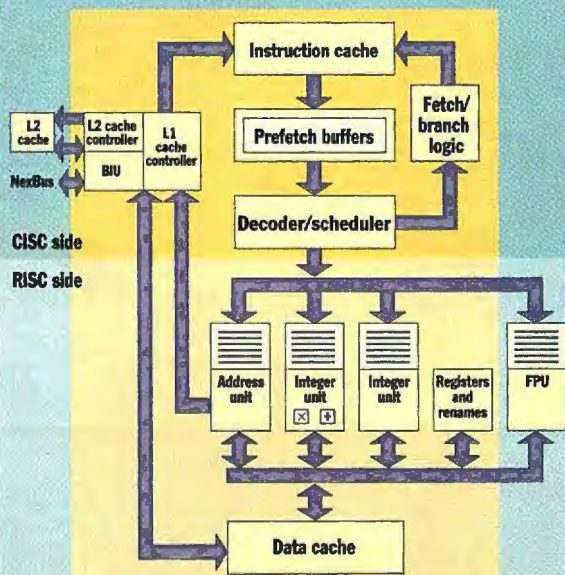 Instruction cache
L2
cache
L2 cache
controller
BIU
L1
cache
controller
Fetch/
branch
logic
Prefetch buffers
NexBus
Decoder/scheduler
CISC side
RISC side
Address
unit
Integer
unit
× +
Integer
unit
Registers
and
renames
FPU
Data cache